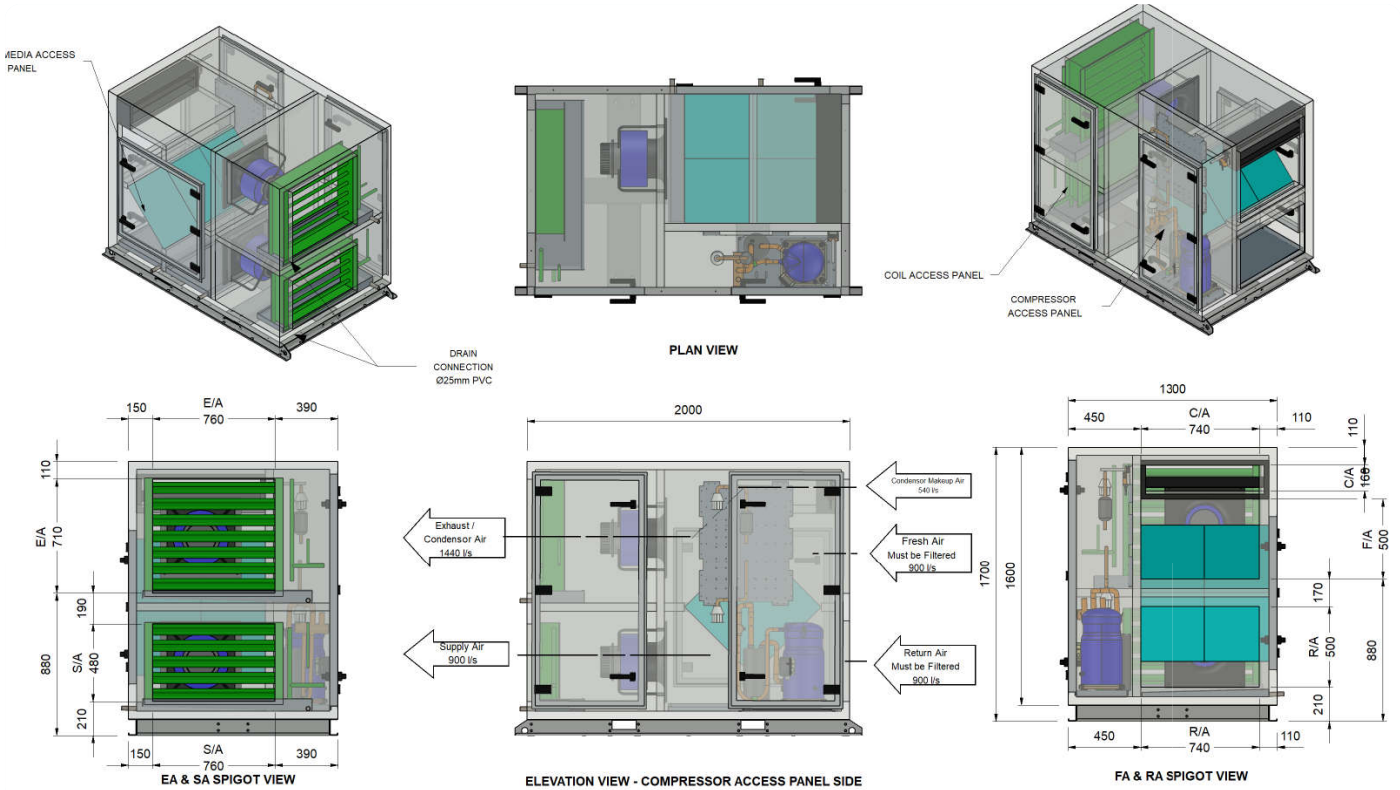 MEDIA ACCESS
PANEL
DRAIN
CONNECTION
Ø25mm PVC
PLAN VIEW
COIL ACCESS PANEL
COMPRESSOR
ACCESS PANEL
E/A
150
760
390
110
E/A
710
190
S/A
480
880
210
S/A
150
760
390
EA & SA SPIGOT VIEW
2000
Exhaust /
Condensor Air
1440 l/s
Supply Air
900 l/s
Condensor Makeup Air
540 l/s
Fresh Air
Must be Filtered
900 l/s
Return Air
Must be Filtered
900 l/s
ELEVATION VIEW - COMPRESSOR ACCESS PANEL SIDE
1300
C/A
450
740
110
110
C/A
160
F/A
500
1700
1600
170
R/A
500
880
210
R/A
450
740
110
FA & RA SPIGOT VIEW